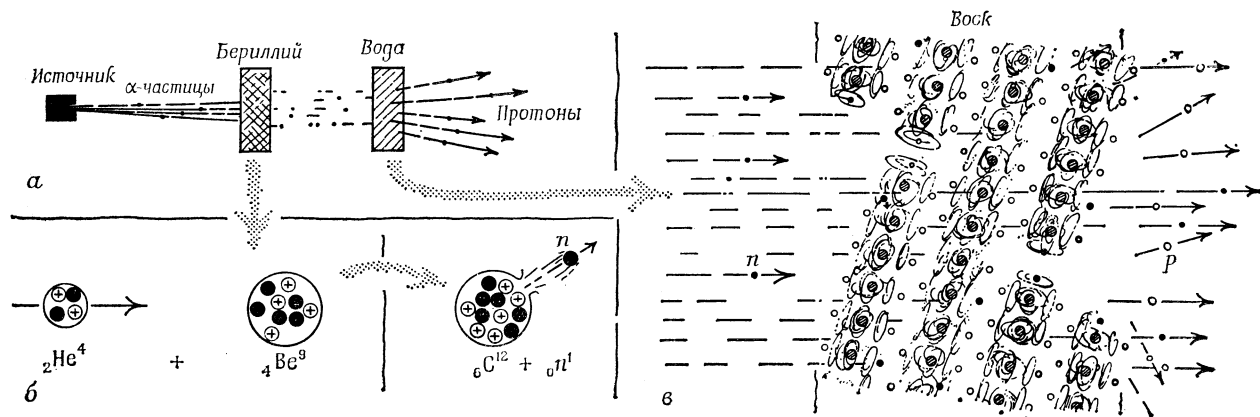 Источник
α-частицы
Бериллий
Вода
Протоны
а
₂He⁴ + ₄Be⁹
n
₆C¹² + ₀n¹
б
Воск
n
P
в